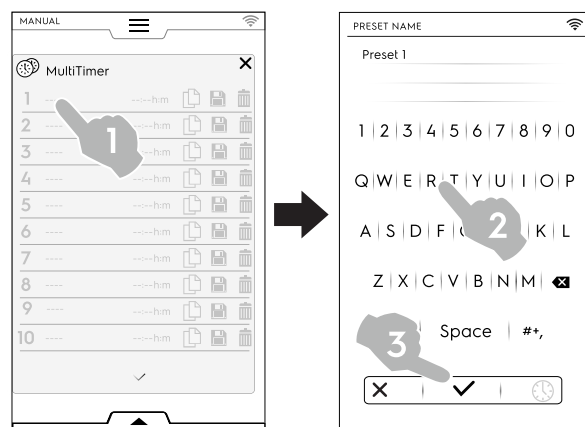 MANUAL
MultiTimer
1 ---- --:--h:m
2 ---- --:--h:m
3 ---- --:--h:m
4 ---- --:--h:m
5 ---- --:--h:m
6 ---- --:--h:m
7 ---- --:--h:m
8 ---- --:--h:m
9 ---- --:--h:m
10 ---- --:--h:m
1
PRESET NAME
Preset 1
1 2 3 4 5 6 7 8 9 0
Q W E R T Y U I O P
A S D F K L
2
Z X C V B N M
Space #+,
3